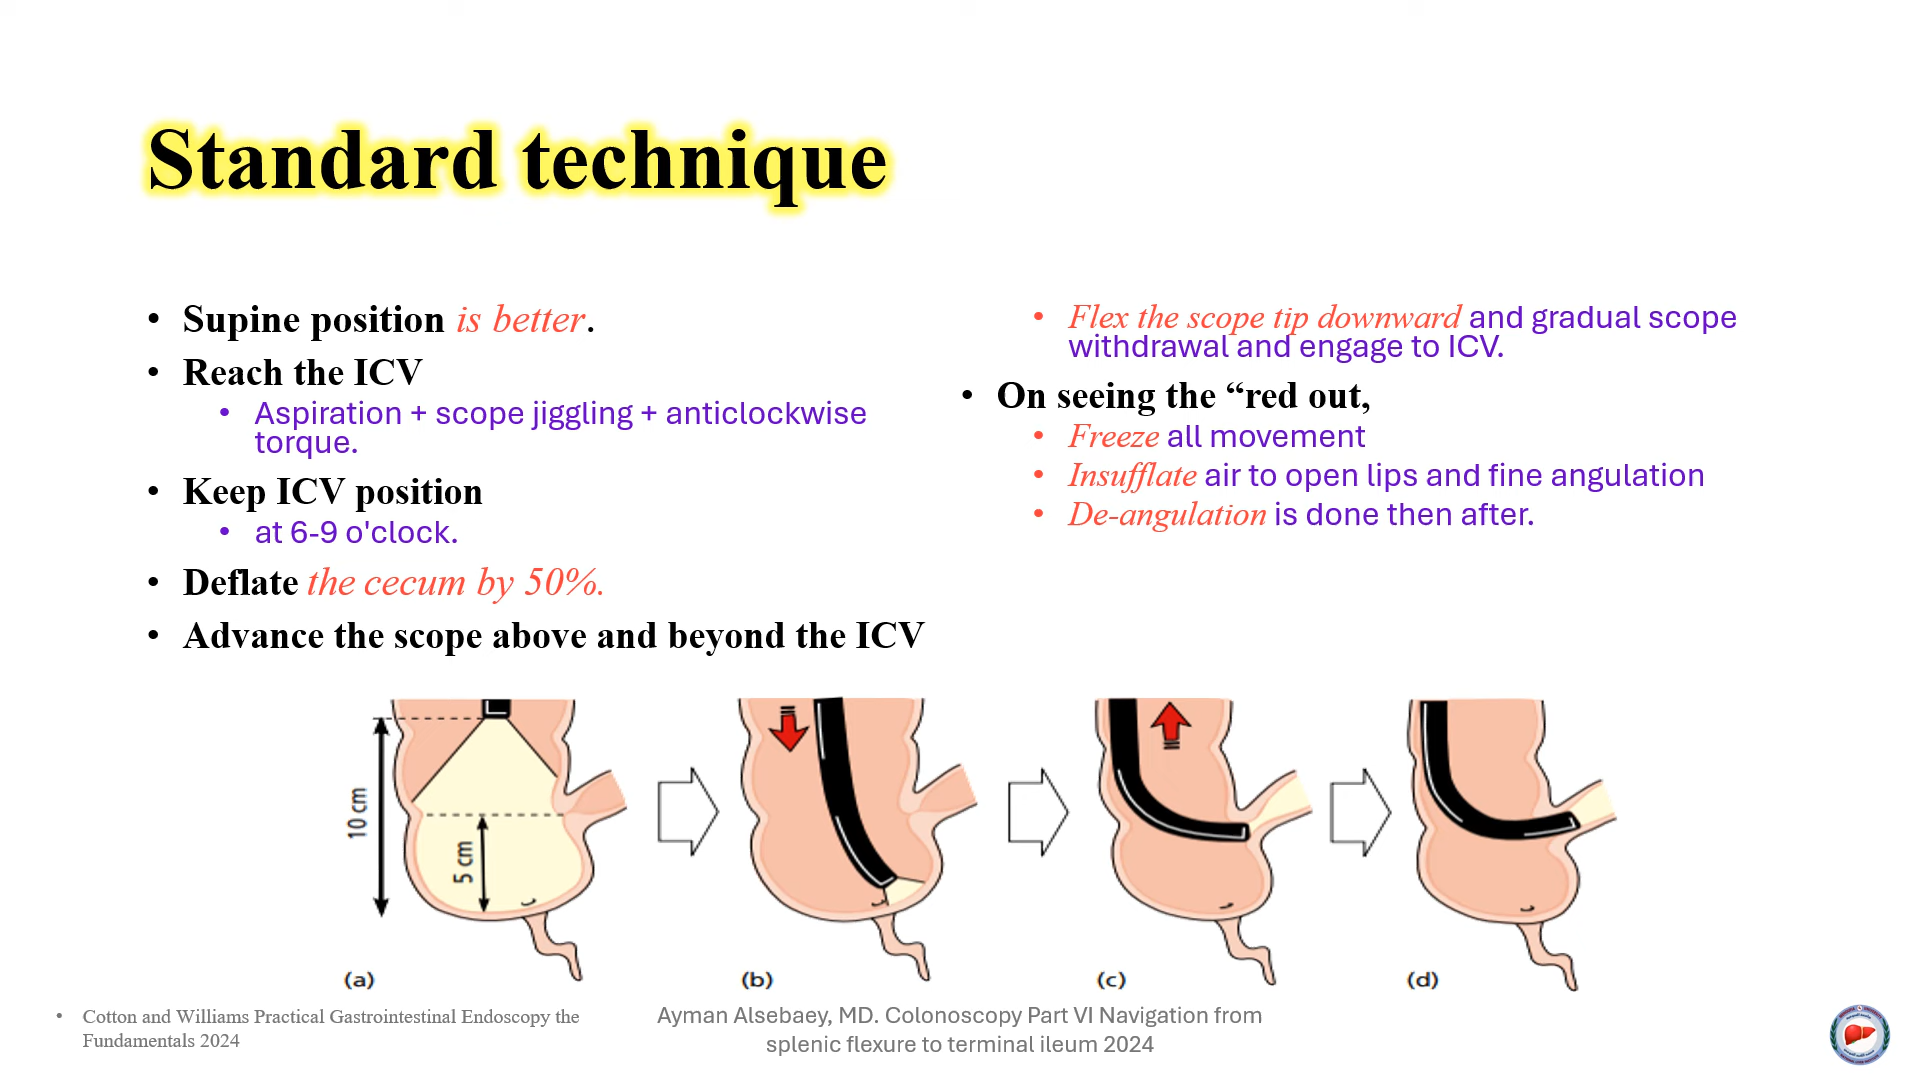 Standard technique
• Supine position is better.
• Reach the ICV
• Aspiration + scope jiggling + anticlockwise
torque.
• Keep ICV position
• at 6-9 o'clock.
• Deflate the cecum by 50%.
• Advance the scope above and beyond the ICV
• Flex the scope tip downward and gradual scope
withdrawal and engage to ICV.
• On seeing the “red out,
• Freeze all movement
• Insufflate air to open lips and fine angulation
• De-angulation is done then after.
10 cm
5 cm
(a)
(b)
(c)
(d)
• Cotton and Williams Practical Gastrointestinal Endoscopy the
Fundamentals 2024
Ayman Alsebaey, MD. Colonoscopy Part VI Navigation from
splenic flexure to terminal ileum 2024